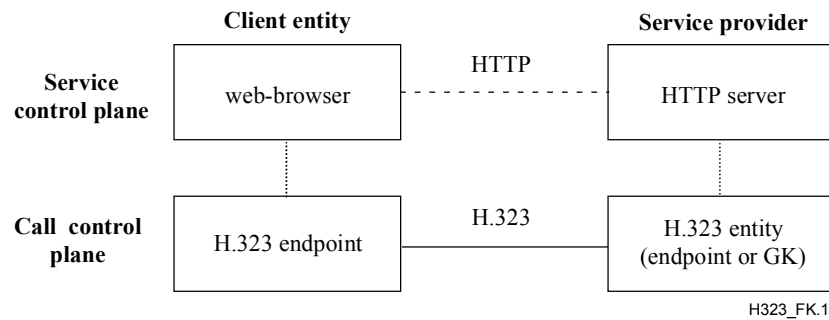 Client entity
Service provider
Service
control plane
web-browser
HTTP
HTTP server
Call control
plane
H.323 endpoint
H.323
H.323 entity
(endpoint or GK)
H323_FK.1